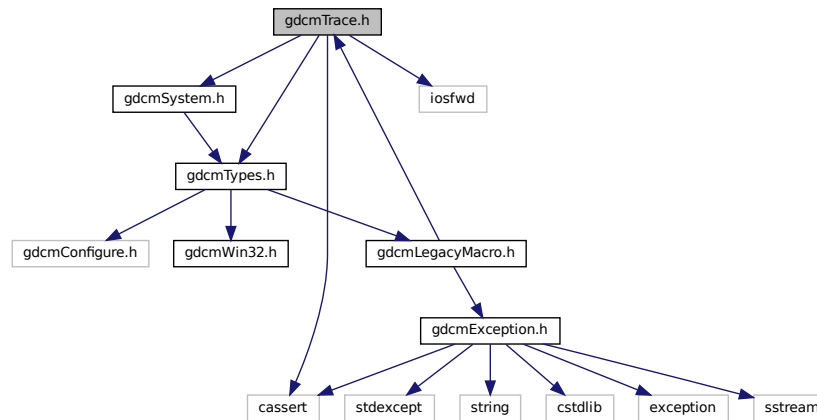 gdcmTrace.h
gdcmSystem.h
iosfwd
gdcmTypes.h
gdcmConfigure.h
gdcmWin32.h
gdcmLegacyMacro.h
gdcmException.h
cassert
stdexcept
string
cstdlib
exception
sstream